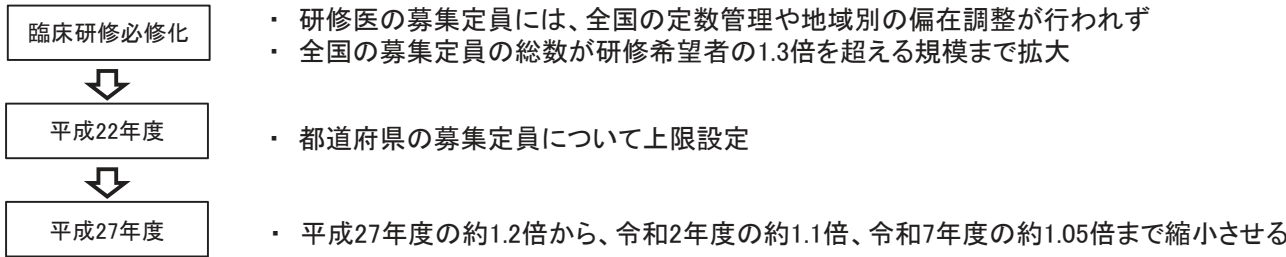 臨床研修必修化
・ 研修医の募集定員には、全国の定数管理や地域別の偏在調整が行われず
・ 全国の募集定員の総数が研修希望者の1.3倍を超える規模まで拡大
平成22年度
・ 都道府県の募集定員について上限設定
平成27年度
・ 平成27年度の約1.2倍から、令和2年度の約1.1倍、令和7年度の約1.05倍まで縮小させる